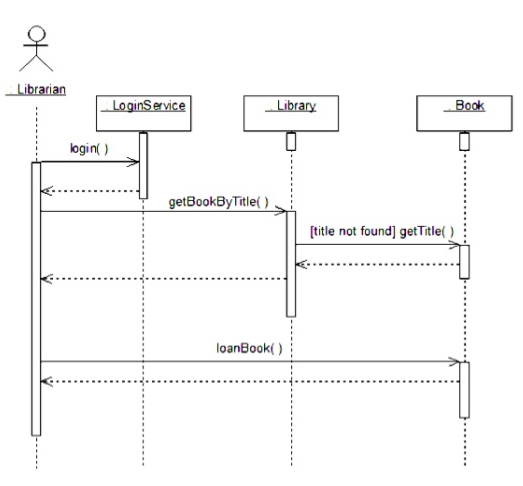 : Librarian
: LoginService
: Library
: Book
login( )
getBookByTitle( )
[title not found] getTitle( )
loanBook( )